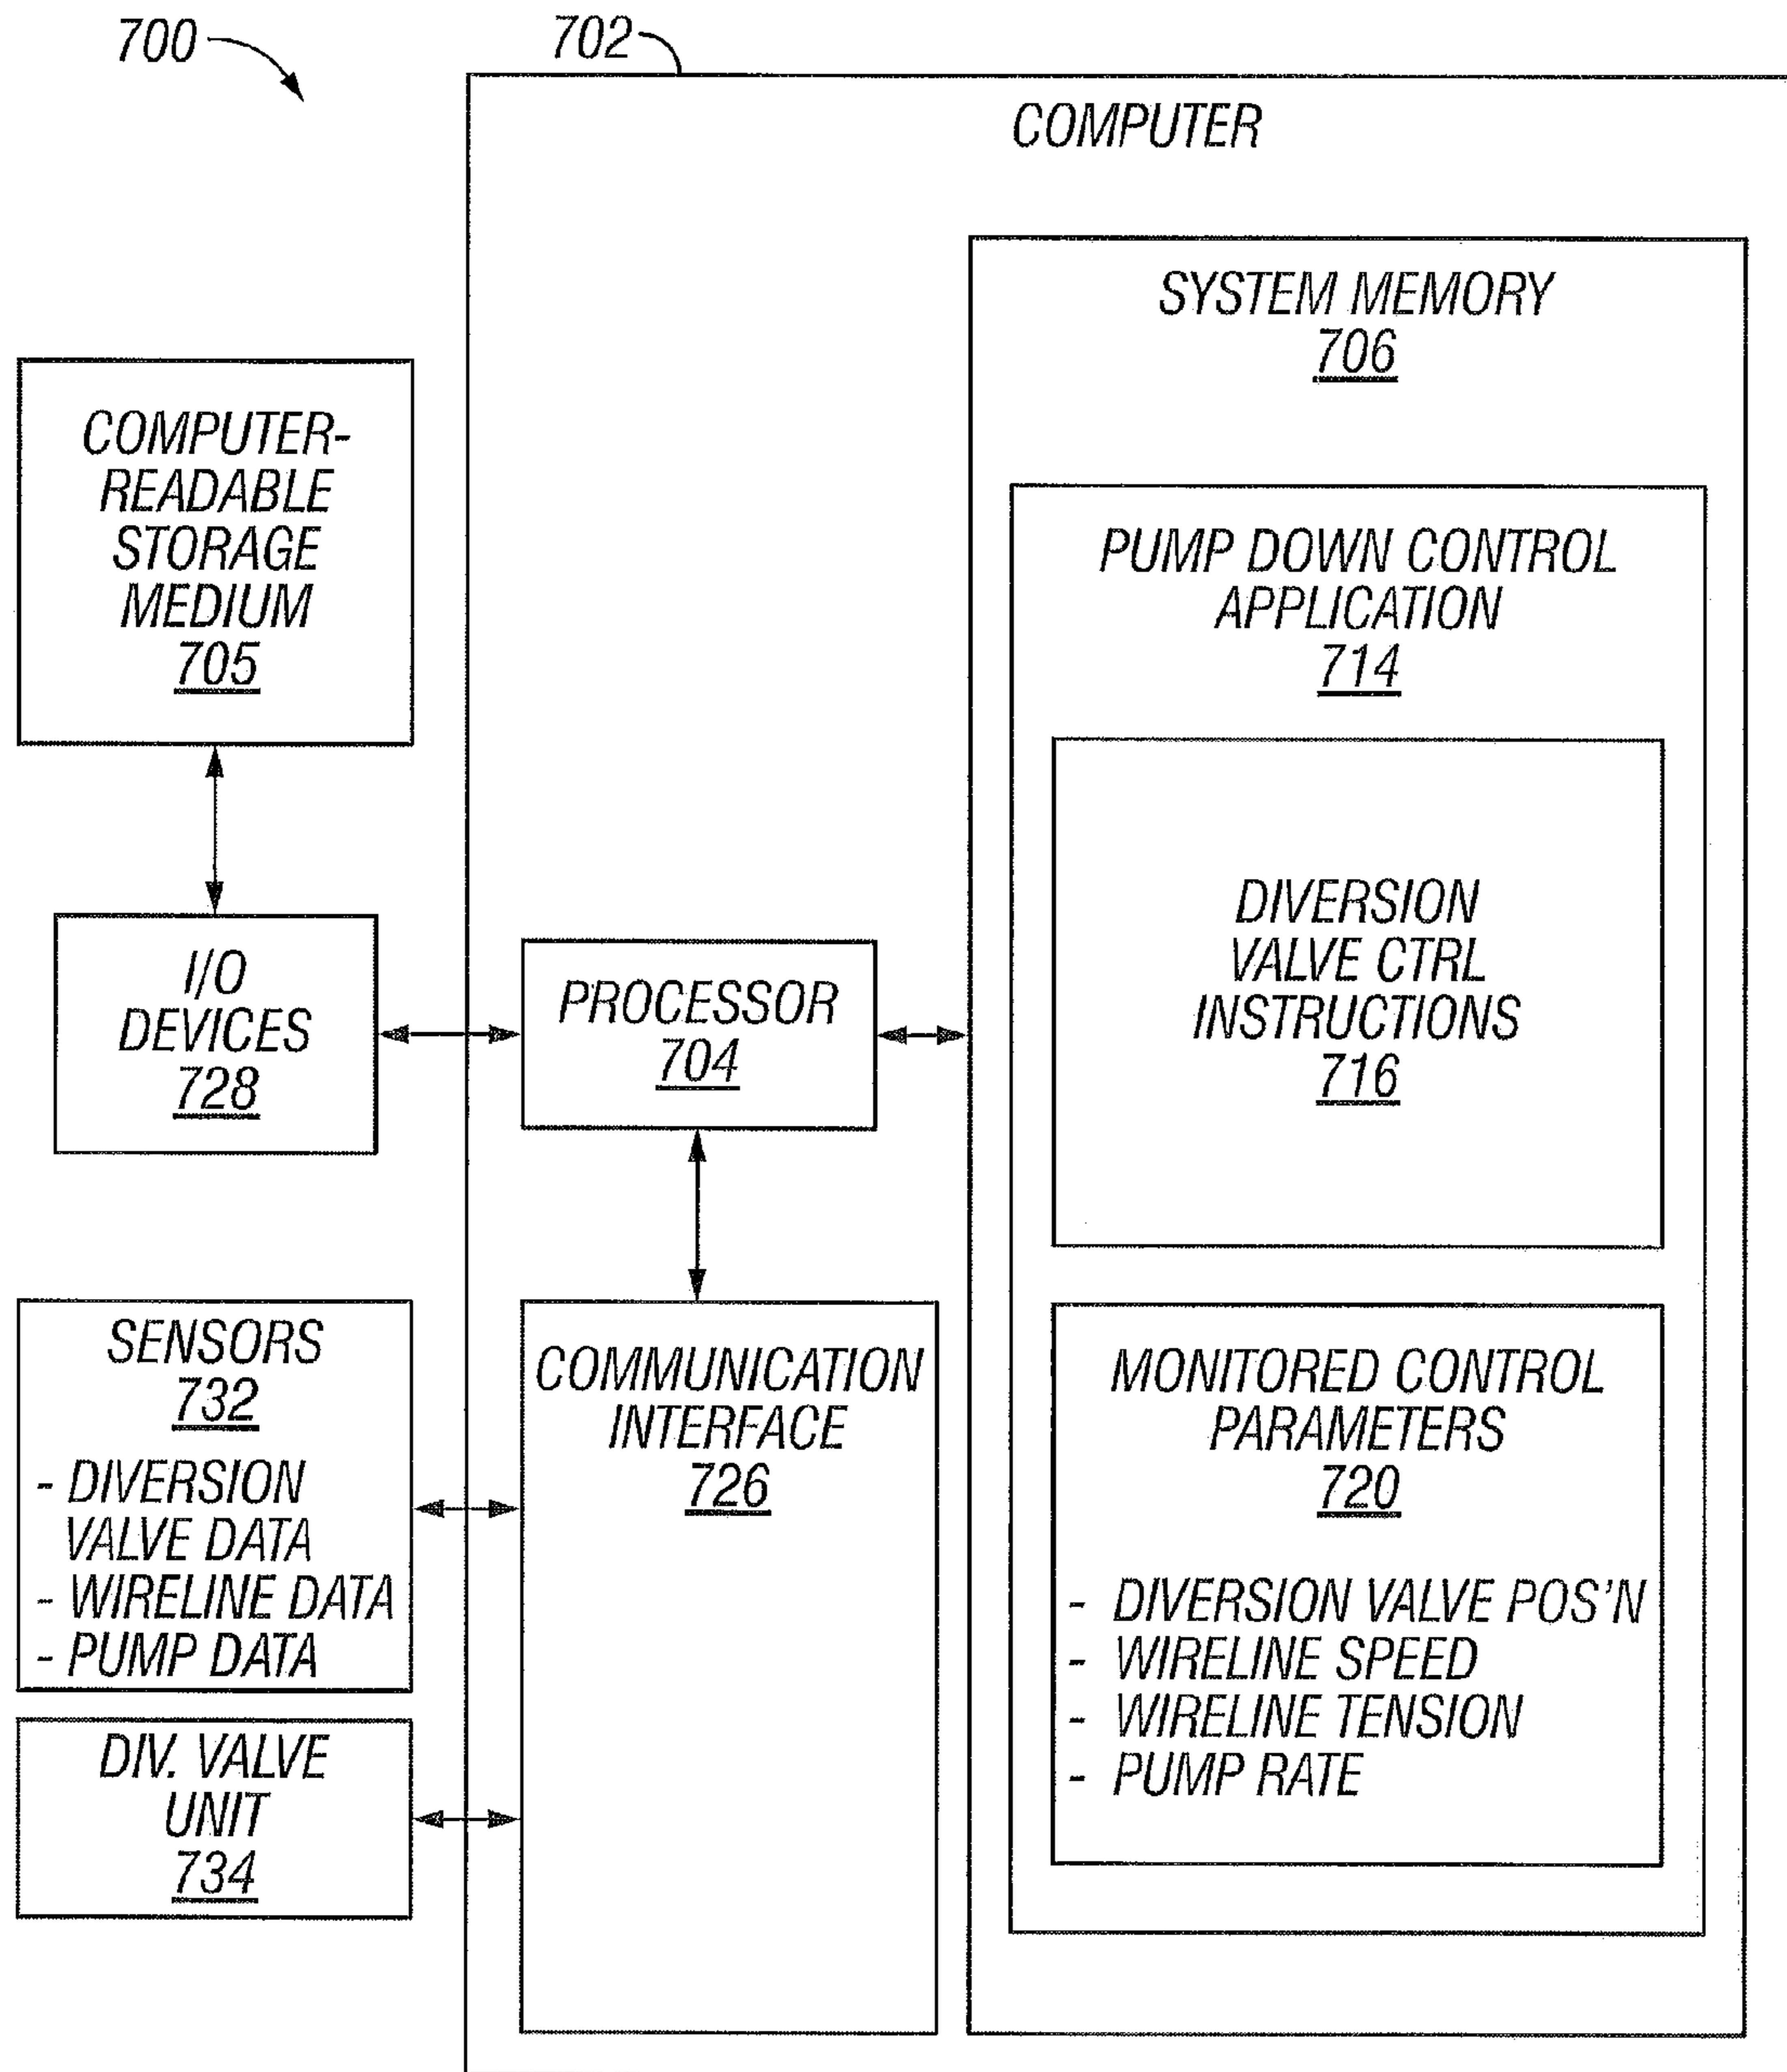 700
702
COMPUTER
SYSTEM MEMORY
706
COMPUTER-
READABLE
STORAGE
MEDIUM
705
PUMP DOWN CONTROL
APPLICATION
714
DIVERSION
VALVE CTRL
INSTRUCTIONS
716
I/O
DEVICES
728
PROCESSOR
704
SENSORS
732
- DIVERSION
VALVE DATA
- WIRELINE DATA
- PUMP DATA
COMMUNICATION
INTERFACE
726
MONITORED CONTROL
PARAMETERS
720
- DIVERSION VALVE POS'N
- WIRELINE SPEED
- WIRELINE TENSION
- PUMP RATE
DIV. VALVE
UNIT
734